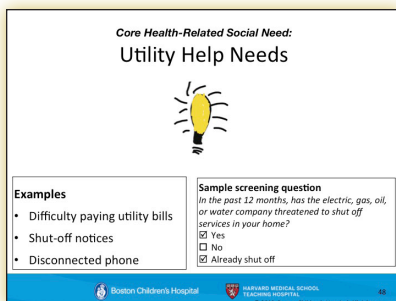 Core Health-Related Social Need:
Utility Help Needs
Examples
• Difficulty paying utility bills
• Shut-off notices
• Disconnected phone
Sample screening question
In the past 12 months, has the electric, gas, oil,
or water company threatened to shut off
services in your home?
☑ Yes
☐ No
☑ Already shut off
Boston Children's Hospital
HARVARD MEDICAL SCHOOL
TEACHING HOSPITAL
48